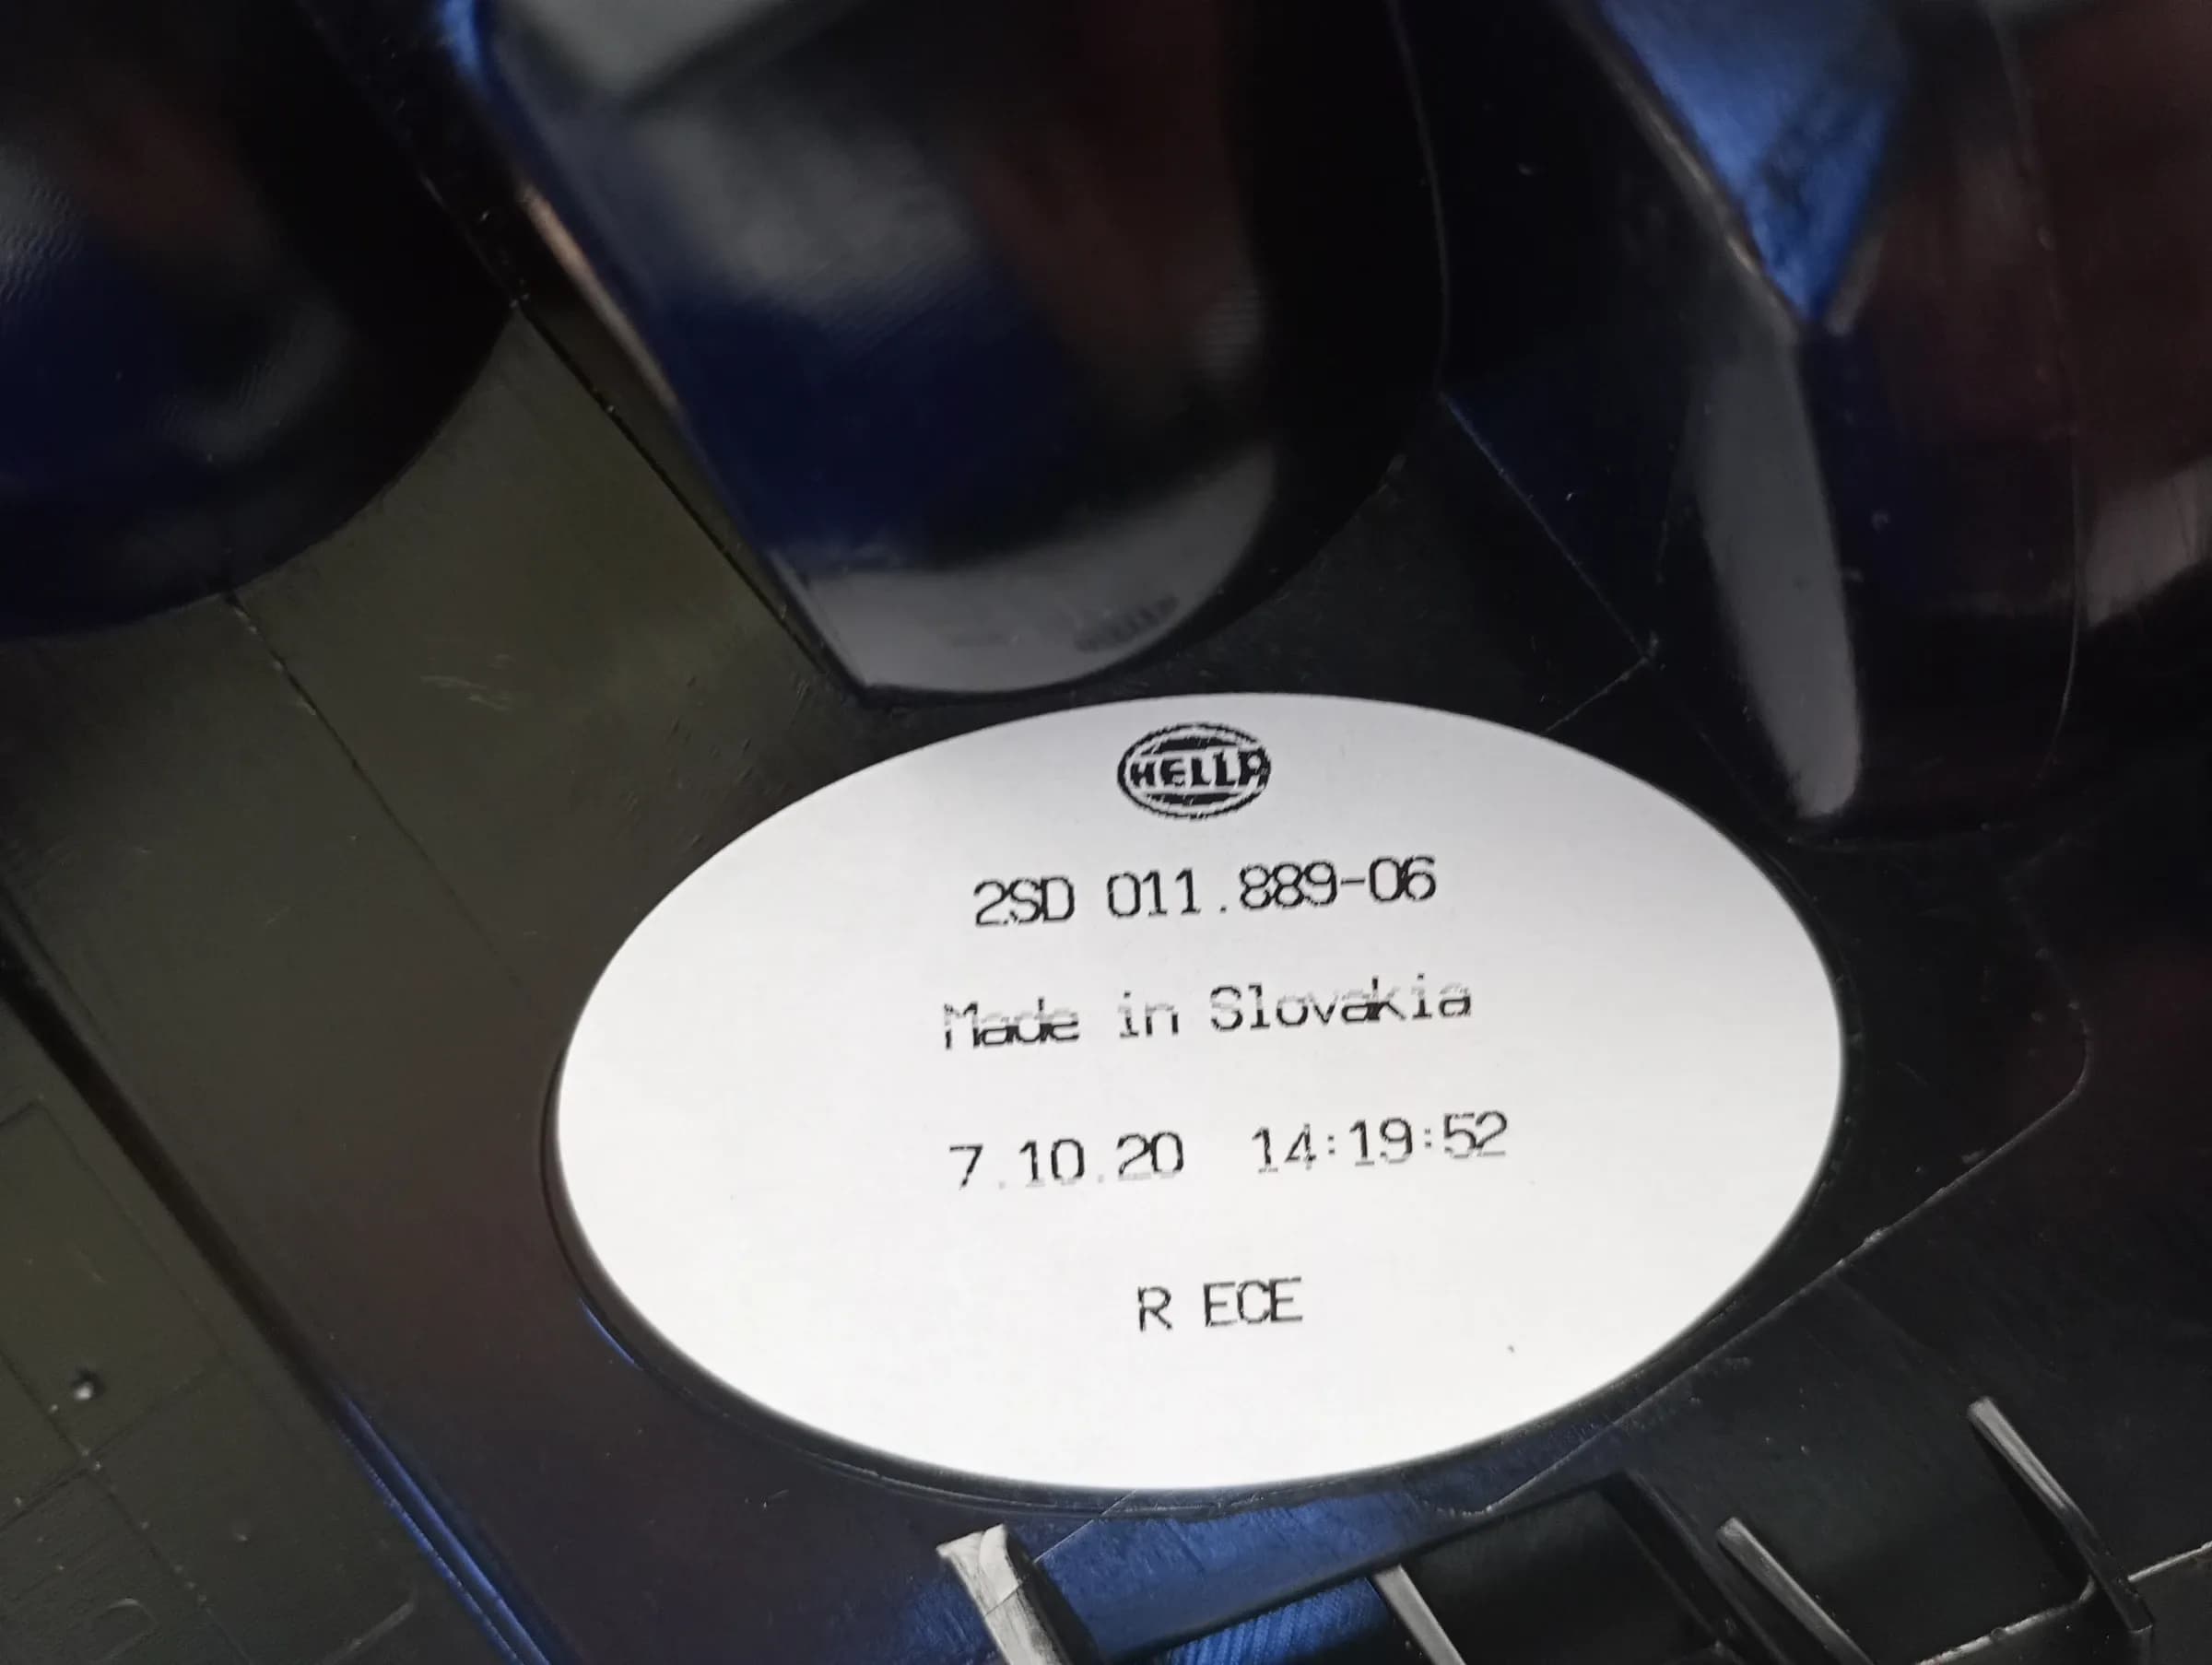 HELLA
2SD 011.889-06
Made in Slovakia
7.10.20 14:19:52
R ECE